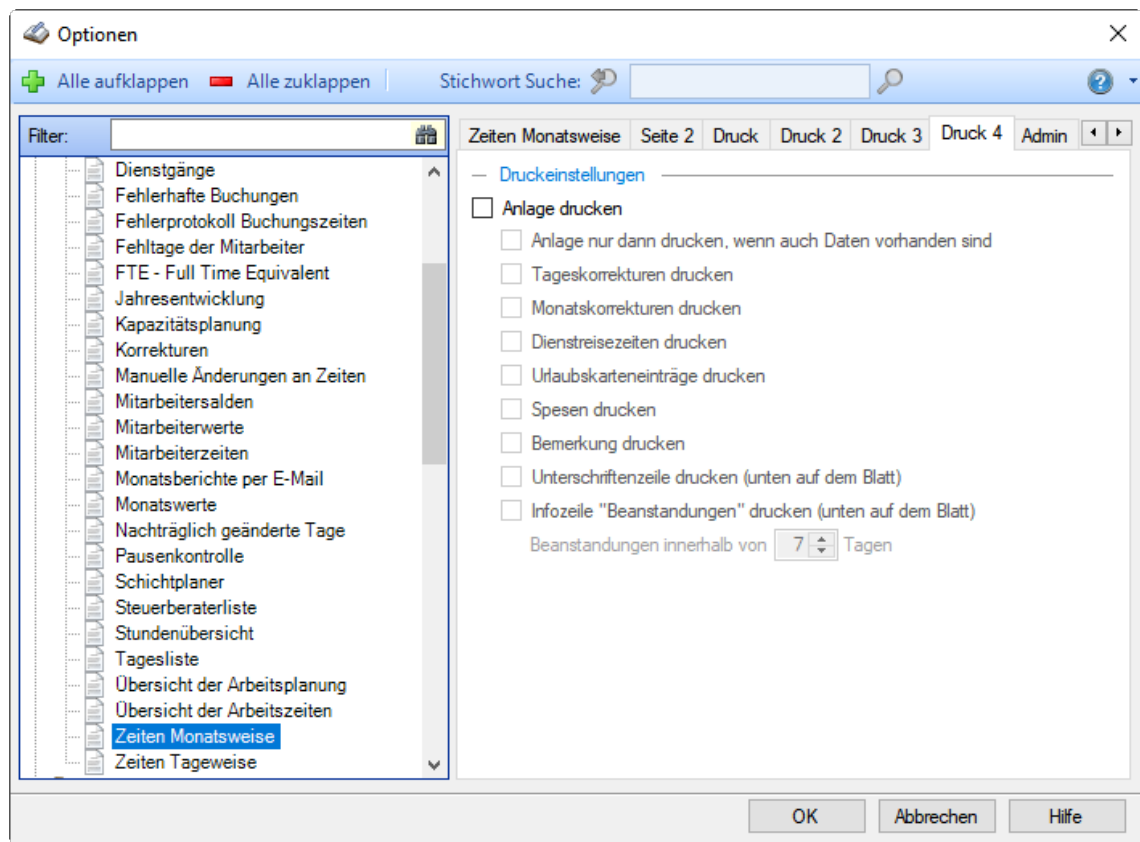 Optionen
Alle aufklappen Alle zuklappen Stichwort Suche:
Filter:
Dienstgänge
Fehlerhafte Buchungen
Fehlerprotokoll Buchungszeiten
Fehltage der Mitarbeiter
FTE - Full Time Equivalent
Jahresentwicklung
Kapazitätsplanung
Korrekturen
Manuelle Änderungen an Zeiten
Mitarbeitersalden
Mitarbeiterwerte
Mitarbeiterzeiten
Monatsberichte per E-Mail
Monatswerte
Nachträglich geänderte Tage
Pausenkontrolle
Schichtplaner
Steuerberaterliste
Stundenübersicht
Tagesliste
Übersicht der Arbeitsplanung
Übersicht der Arbeitszeiten
Zeiten Monatsweise
Zeiten Tageweise
Zeiten Monatsweise Seite 2 Druck Druck 2 Druck 3 Druck 4 Admin
Druckeinstellungen
Anlage drucken
Anlage nur dann drucken, wenn auch Daten vorhanden sind
Tageskorrekturen drucken
Monatskorrekturen drucken
Dienstreisezeiten drucken
Urlaubskarteneinträge drucken
Spesen drucken
Bemerkung drucken
Unterschriftenzeile drucken (unten auf dem Blatt)
Infozeile "Beanstandungen" drucken (unten auf dem Blatt)
Beanstandungen innerhalb von 7 Tagen
OK Abbrechen Hilfe